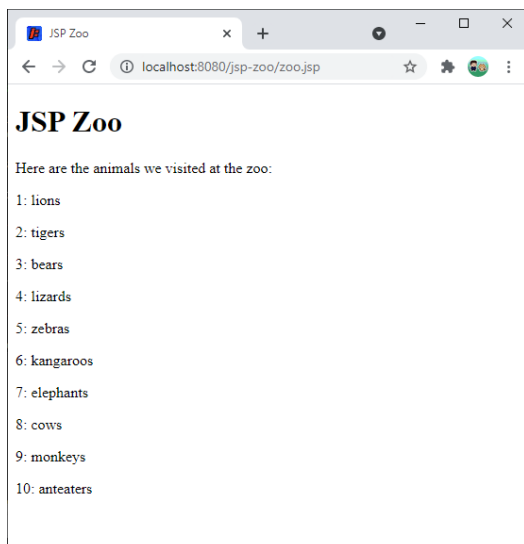 JSP Zoo
localhost:8080/jsp-zoo/zoo.jsp
JSP Zoo
Here are the animals we visited at the zoo:
1: lions
2: tigers
3: bears
4: lizards
5: zebras
6: kangaroos
7: elephants
8: cows
9: monkeys
10: anteaters